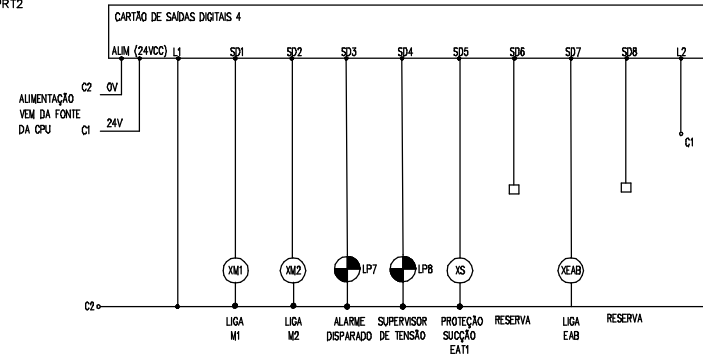 PRT2
CARTÃO DE SAÍDAS DIGITAIS 4
ALIM (24VCC) L1 SD1 SD2 SD3 SD4 SD5 SD6 SD7 SD8 L2
C2 0V
ALIMENTAÇÃO
VEM DA FONTE
DA CPU
C1 24V
C1
XM1 XM2 LP7 LP8 XS XEAB
C2
LIGA
M1
LIGA
M2
ALARME
DISPARADO
SUPERVISOR
DE TENSÃO
PROTEÇÃO
SUCÇÃO
EAT1
RESERVA
LIGA
EAB
RESERVA